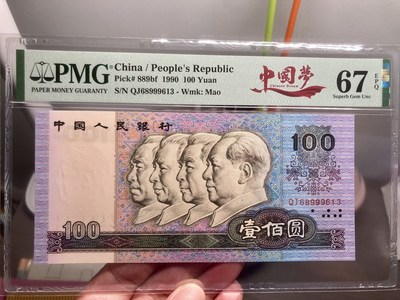 PMG
PAPER MONEY GUARANTY
China / People's Republic
Pick# 889bf 1990 100 Yuan
S/N QJ68999613 - Wmk: Mao
中国梦
Chinese Dream
67 EPQ
Superb Gem Unc
中国人民银行
100
QJ68999613
100
壹佰圆